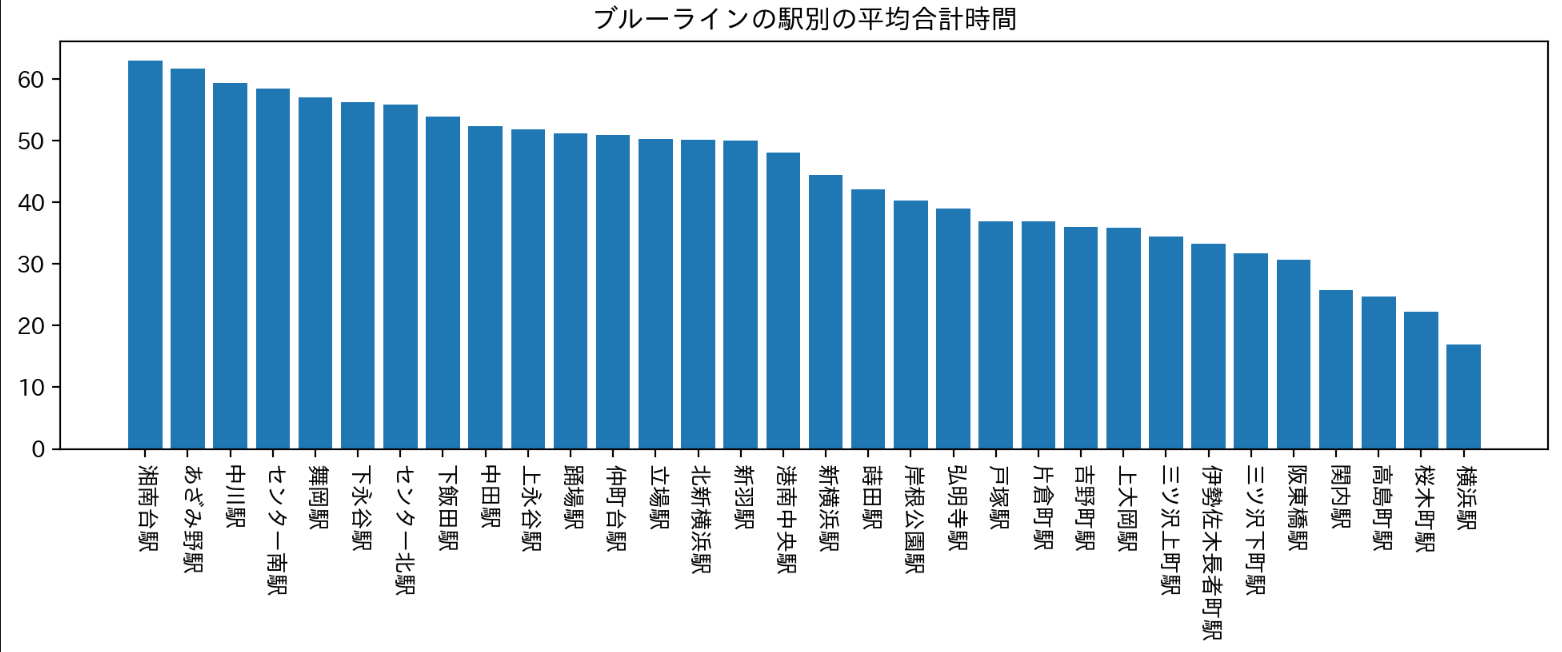 ブルーラインの駅別の平均合計時間
60
50
40
30
20
10
0
湘南台駅
あざみ野駅
中川駅
センター南駅
舞岡駅
下永谷駅
センター北駅
下飯田駅
中田駅
上永谷駅
踊場駅
仲町台駅
立場駅
北新横浜駅
新羽駅
港南中央駅
新横浜駅
蒔田駅
岸根公園駅
弘明寺駅
戸塚駅
片倉町駅
吉野町駅
上大岡駅
三ツ沢上町駅
伊勢佐木長者町駅
三ツ沢下町駅
阪東橋駅
関内駅
高島町駅
桜木町駅
横浜駅